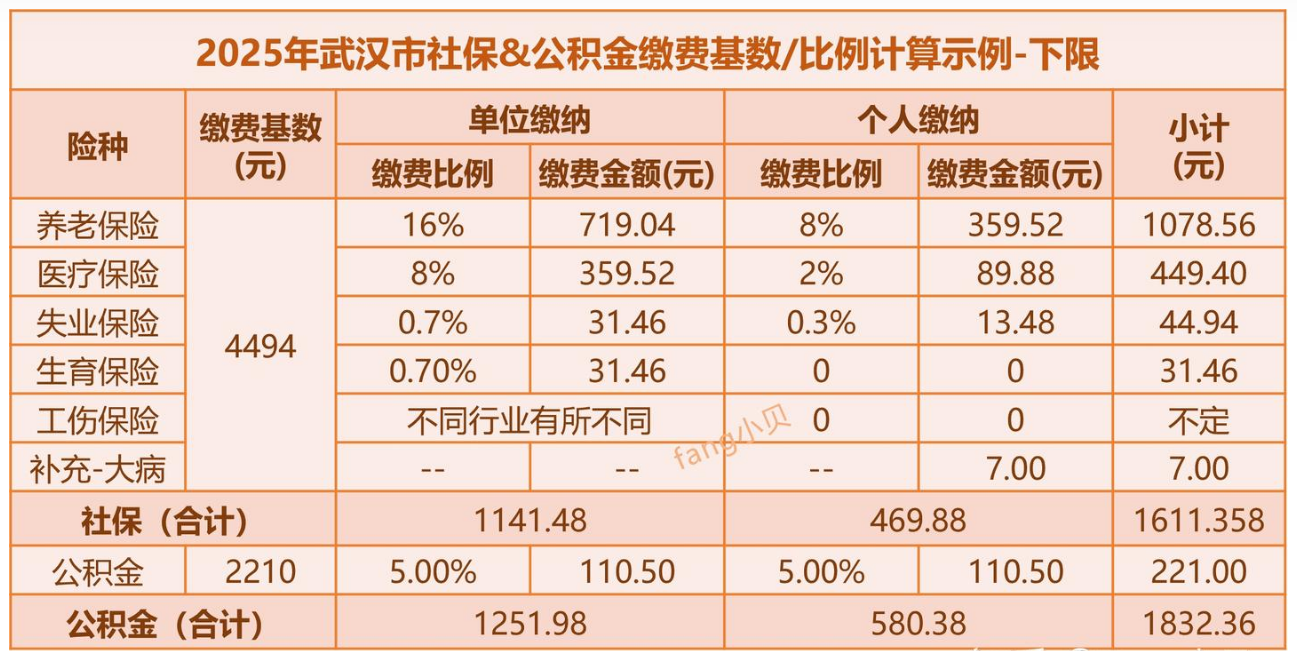 2025年武汉市社保&公积金缴费基数/比例计算示例-下限
险种 缴费基数(元) 单位缴纳 个人缴纳 小计(元)
缴费比例 缴费金额(元) 缴费比例 缴费金额(元)
养老保险 4494 16% 719.04 8% 359.52 1078.56
医疗保险 8% 359.52 2% 89.88 449.40
失业保险 0.7% 31.46 0.3% 13.48 44.94
生育保险 0.70% 31.46 0 0 31.46
工伤保险 不同行业有所不同 0 0 不定
补充-大病 -- -- -- 7.00 7.00
社保（合计） 1141.48 469.88 1611.358
公积金 2210 5.00% 110.50 5.00% 110.50 221.00
公积金（合计） 1251.98 580.38 1832.36
fang小贝